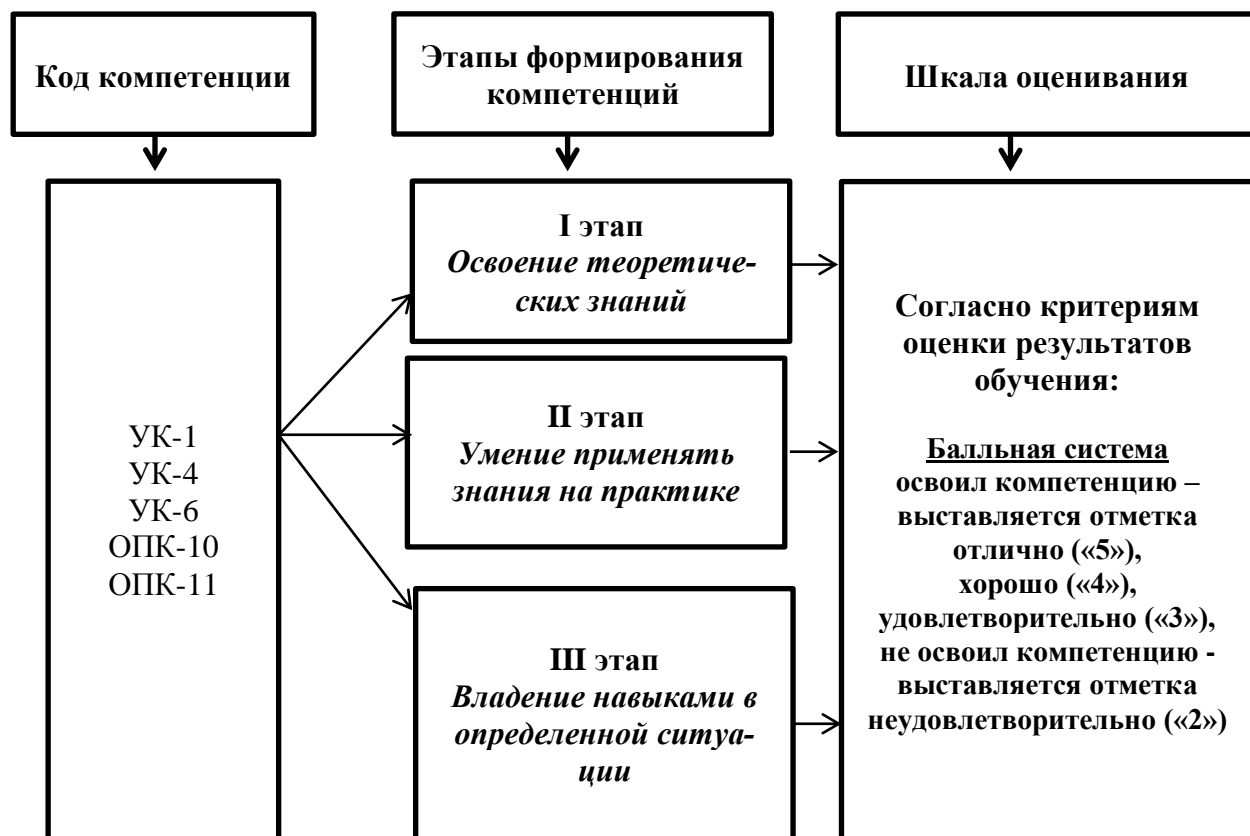 Код компетенции
Этапы формирования
компетенций
Шкала оценивания
УК-1
УК-4
УК-6
ОПК-10
ОПК-11
I этап
Освоение теоретиче-
ских знаний
II этап
Умение применять
знания на практике
III этап
Владение навыками в
определенной ситуа-
ции
Согласно критериям
оценки результатов
обучения:
Балльная система
освоил компетенцию –
выставляется отметка
отлично («5»),
хорошо («4»),
удовлетворительно («3»),
не освоил компетенцию -
выставляется отметка
неудовлетворительно («2»)